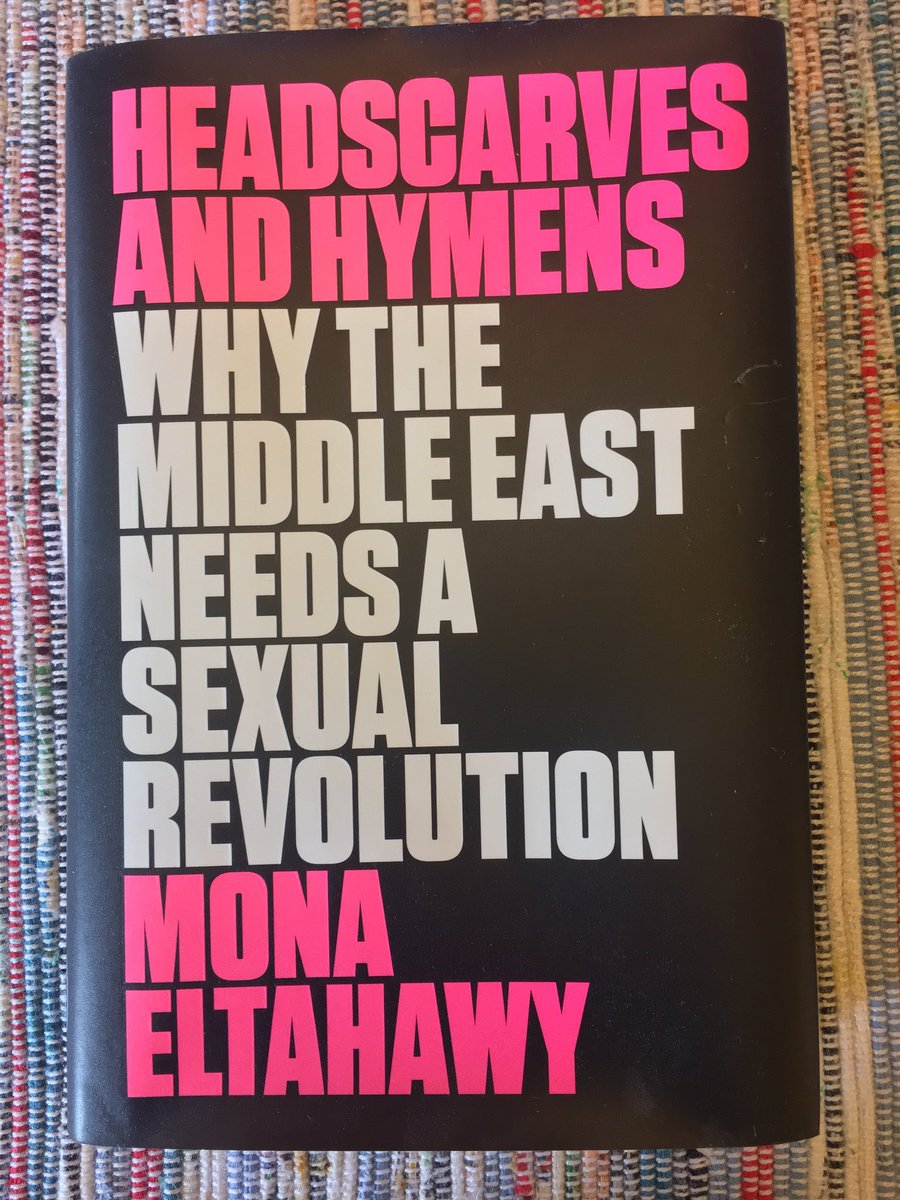 HEADSCARVES
AND HYMENS
WHY THE
MIDDLE EAST
NEEDS A
SEXUAL
REVOLUTION
MONA
ELTAHAWY